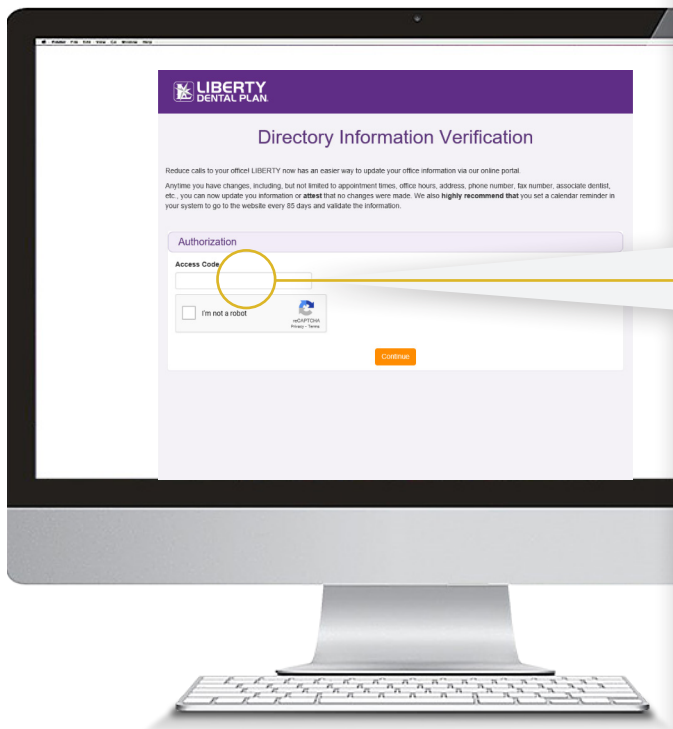 LIBERTY
DENTAL PLAN.
Directory Information Verification
Reduce calls to your office! LIBERTY now has an easier way to update your office information via our online portal.
Anytime you have changes, including, but not limited to appointment times, office hours, address, phone number, fax number, associate dentist,
etc., you can now update you information or attest that no changes were made. We also highly recommend that you set a calendar reminder in
your system to go to the website every 85 days and validate the information.
Authorization
Access Code
I'm not a robot
reCAPTCHA
Privacy - Terms
Continue